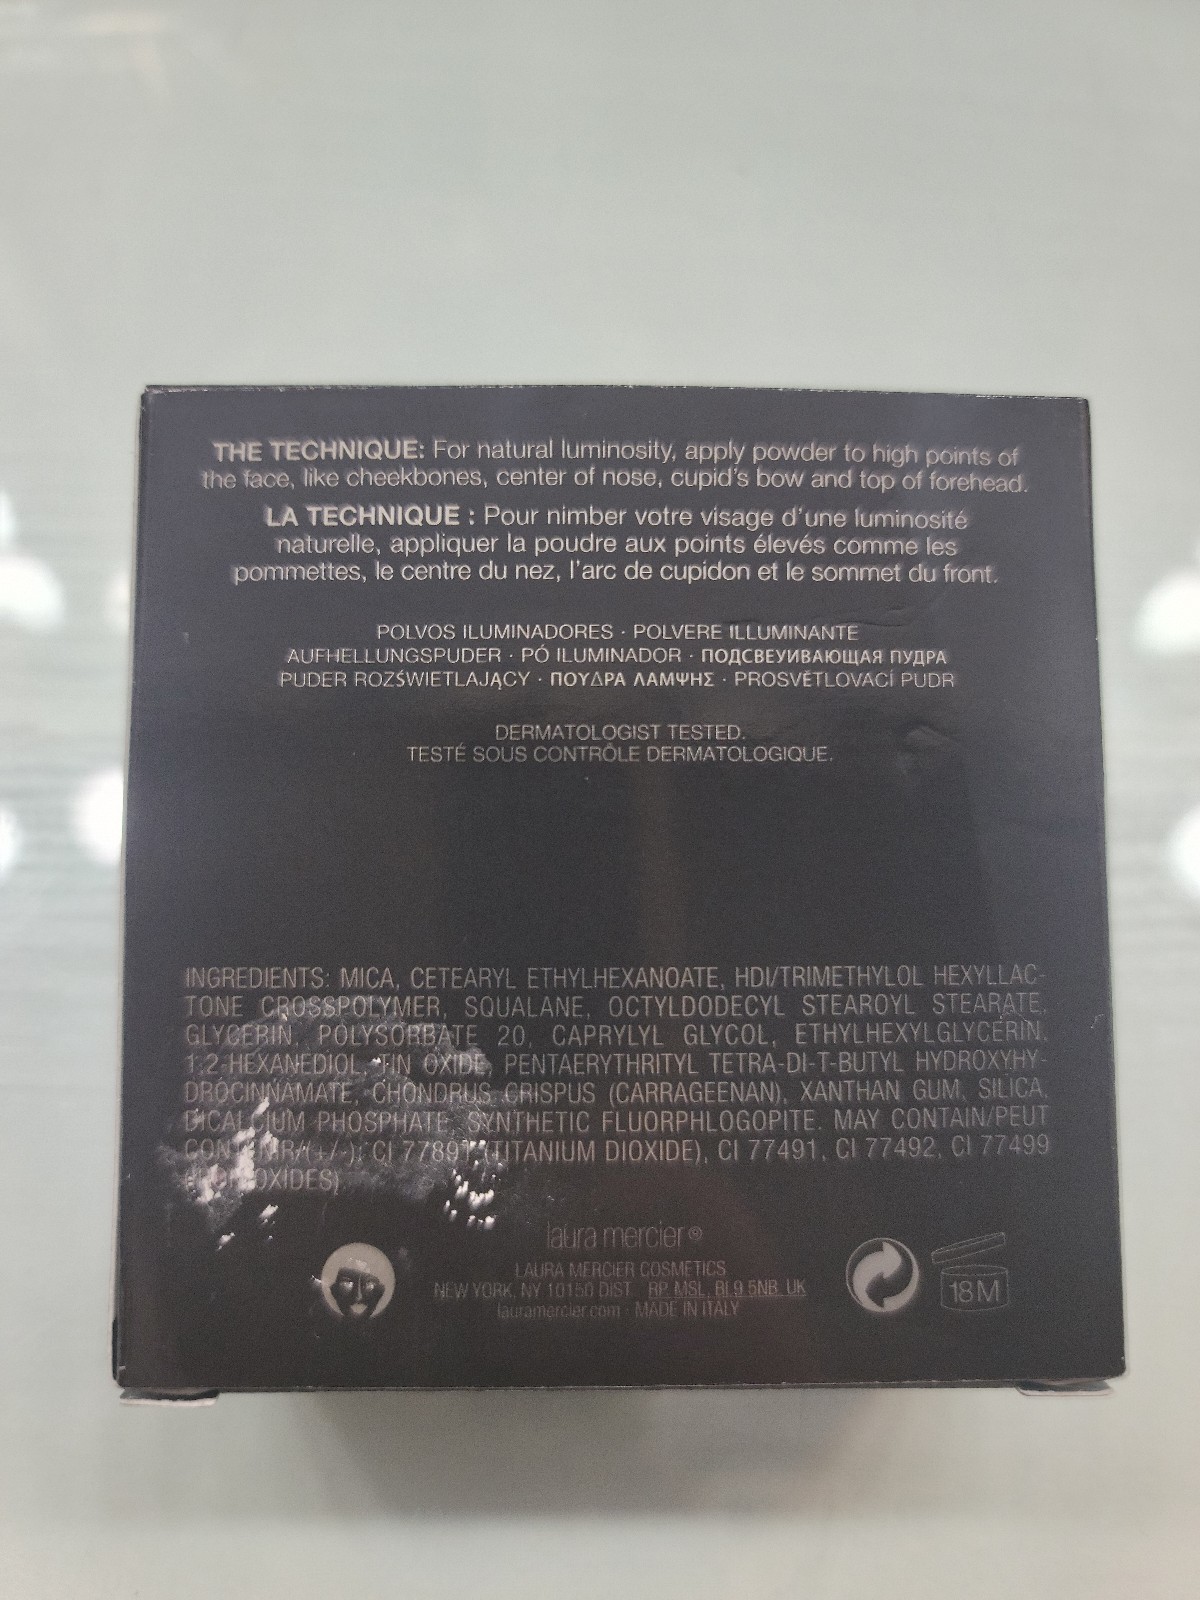 THE TECHNIQUE: For natural luminosity, apply powder to high points of
the face, like cheekbones, center of nose, cupid's bow and top of forehead.
LA TECHNIQUE : Pour nimber votre visage d'une luminosité
naturelle, appliquer la poudre aux points élevés comme les
pommettes, le centre du nez, l'arc de cupidon et le sommet du front.
POLVOS ILUMINADORES · POLVERE ILLUMINANTE
AUFHELLUNGSPUDER · PÓ ILUMINADOR · ПОДСВЕУИВАЮЩАЯ ПУДРА
PUDER ROZŚWIETLAJĄCY · ΠΟΥΔΡΑ ΛΑΜΨΗΣ · PROSVĚTLOVACÍ PUDR
DERMATOLOGIST TESTED.
TESTÉ SOUS CONTRÔLE DERMATOLOGIQUE.
INGREDIENTS: MICA, CETEARYL ETHYLHEXANOATE, HDI/TRIMETHYLOL HEXYLLAC-
TONE CROSSPOLYMER, SQUALANE, OCTYLDODECYL STEAROYL STEARATE,
GLYCERIN, POLYSORBATE 20, CAPRYLYL GLYCOL, ETHYLHEXYLGLYCERIN,
1,2-HEXANEDIOL, TIN OXIDE, PENTAERYTHRITYL TETRA-DI-T-BUTYL HYDROXYHY-
DROCINNAMATE, CHONDRUS CRISPUS (CARRAGEENAN), XANTHAN GUM, SILICA,
DICALCIUM PHOSPHATE, SYNTHETIC FLUORPHLOGOPITE. MAY CONTAIN/PEUT
CI 77891 (TITANIUM DIOXIDE), CI 77491, CI 77492, CI 77499
OXIDES)
laura mercier®
LAURA MERCIER COSMETICS
NEW YORK, NY 10150 DIST. RP. MSL. BL9 5NB. UK
lauramercier.com · MADE IN ITALY
18M